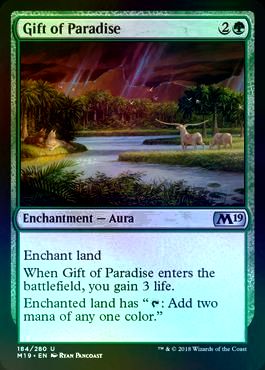 Gift of Paradise 2
Enchantment — Aura M19
Enchant land
When Gift of Paradise enters the
battlefield, you gain 3 life.
Enchanted land has “T: Add two
mana of any one color.”
184/280 U
M19 • EN RYAN PANCOAST ™ & © 2018 Wizards of the Coast